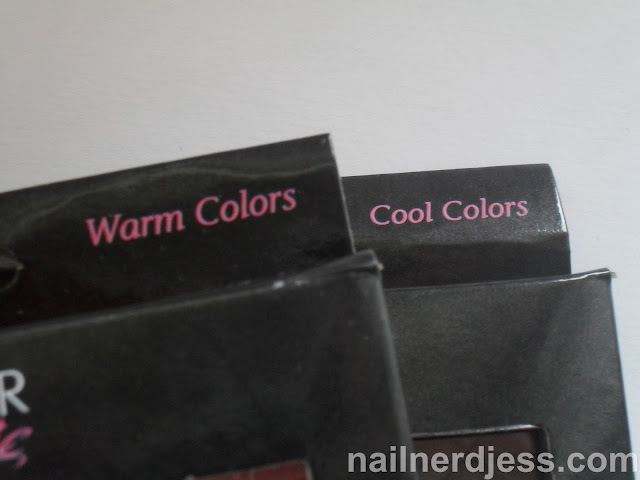 Warm Colors
Cool Colors
R
c,
nailnerdjess.com